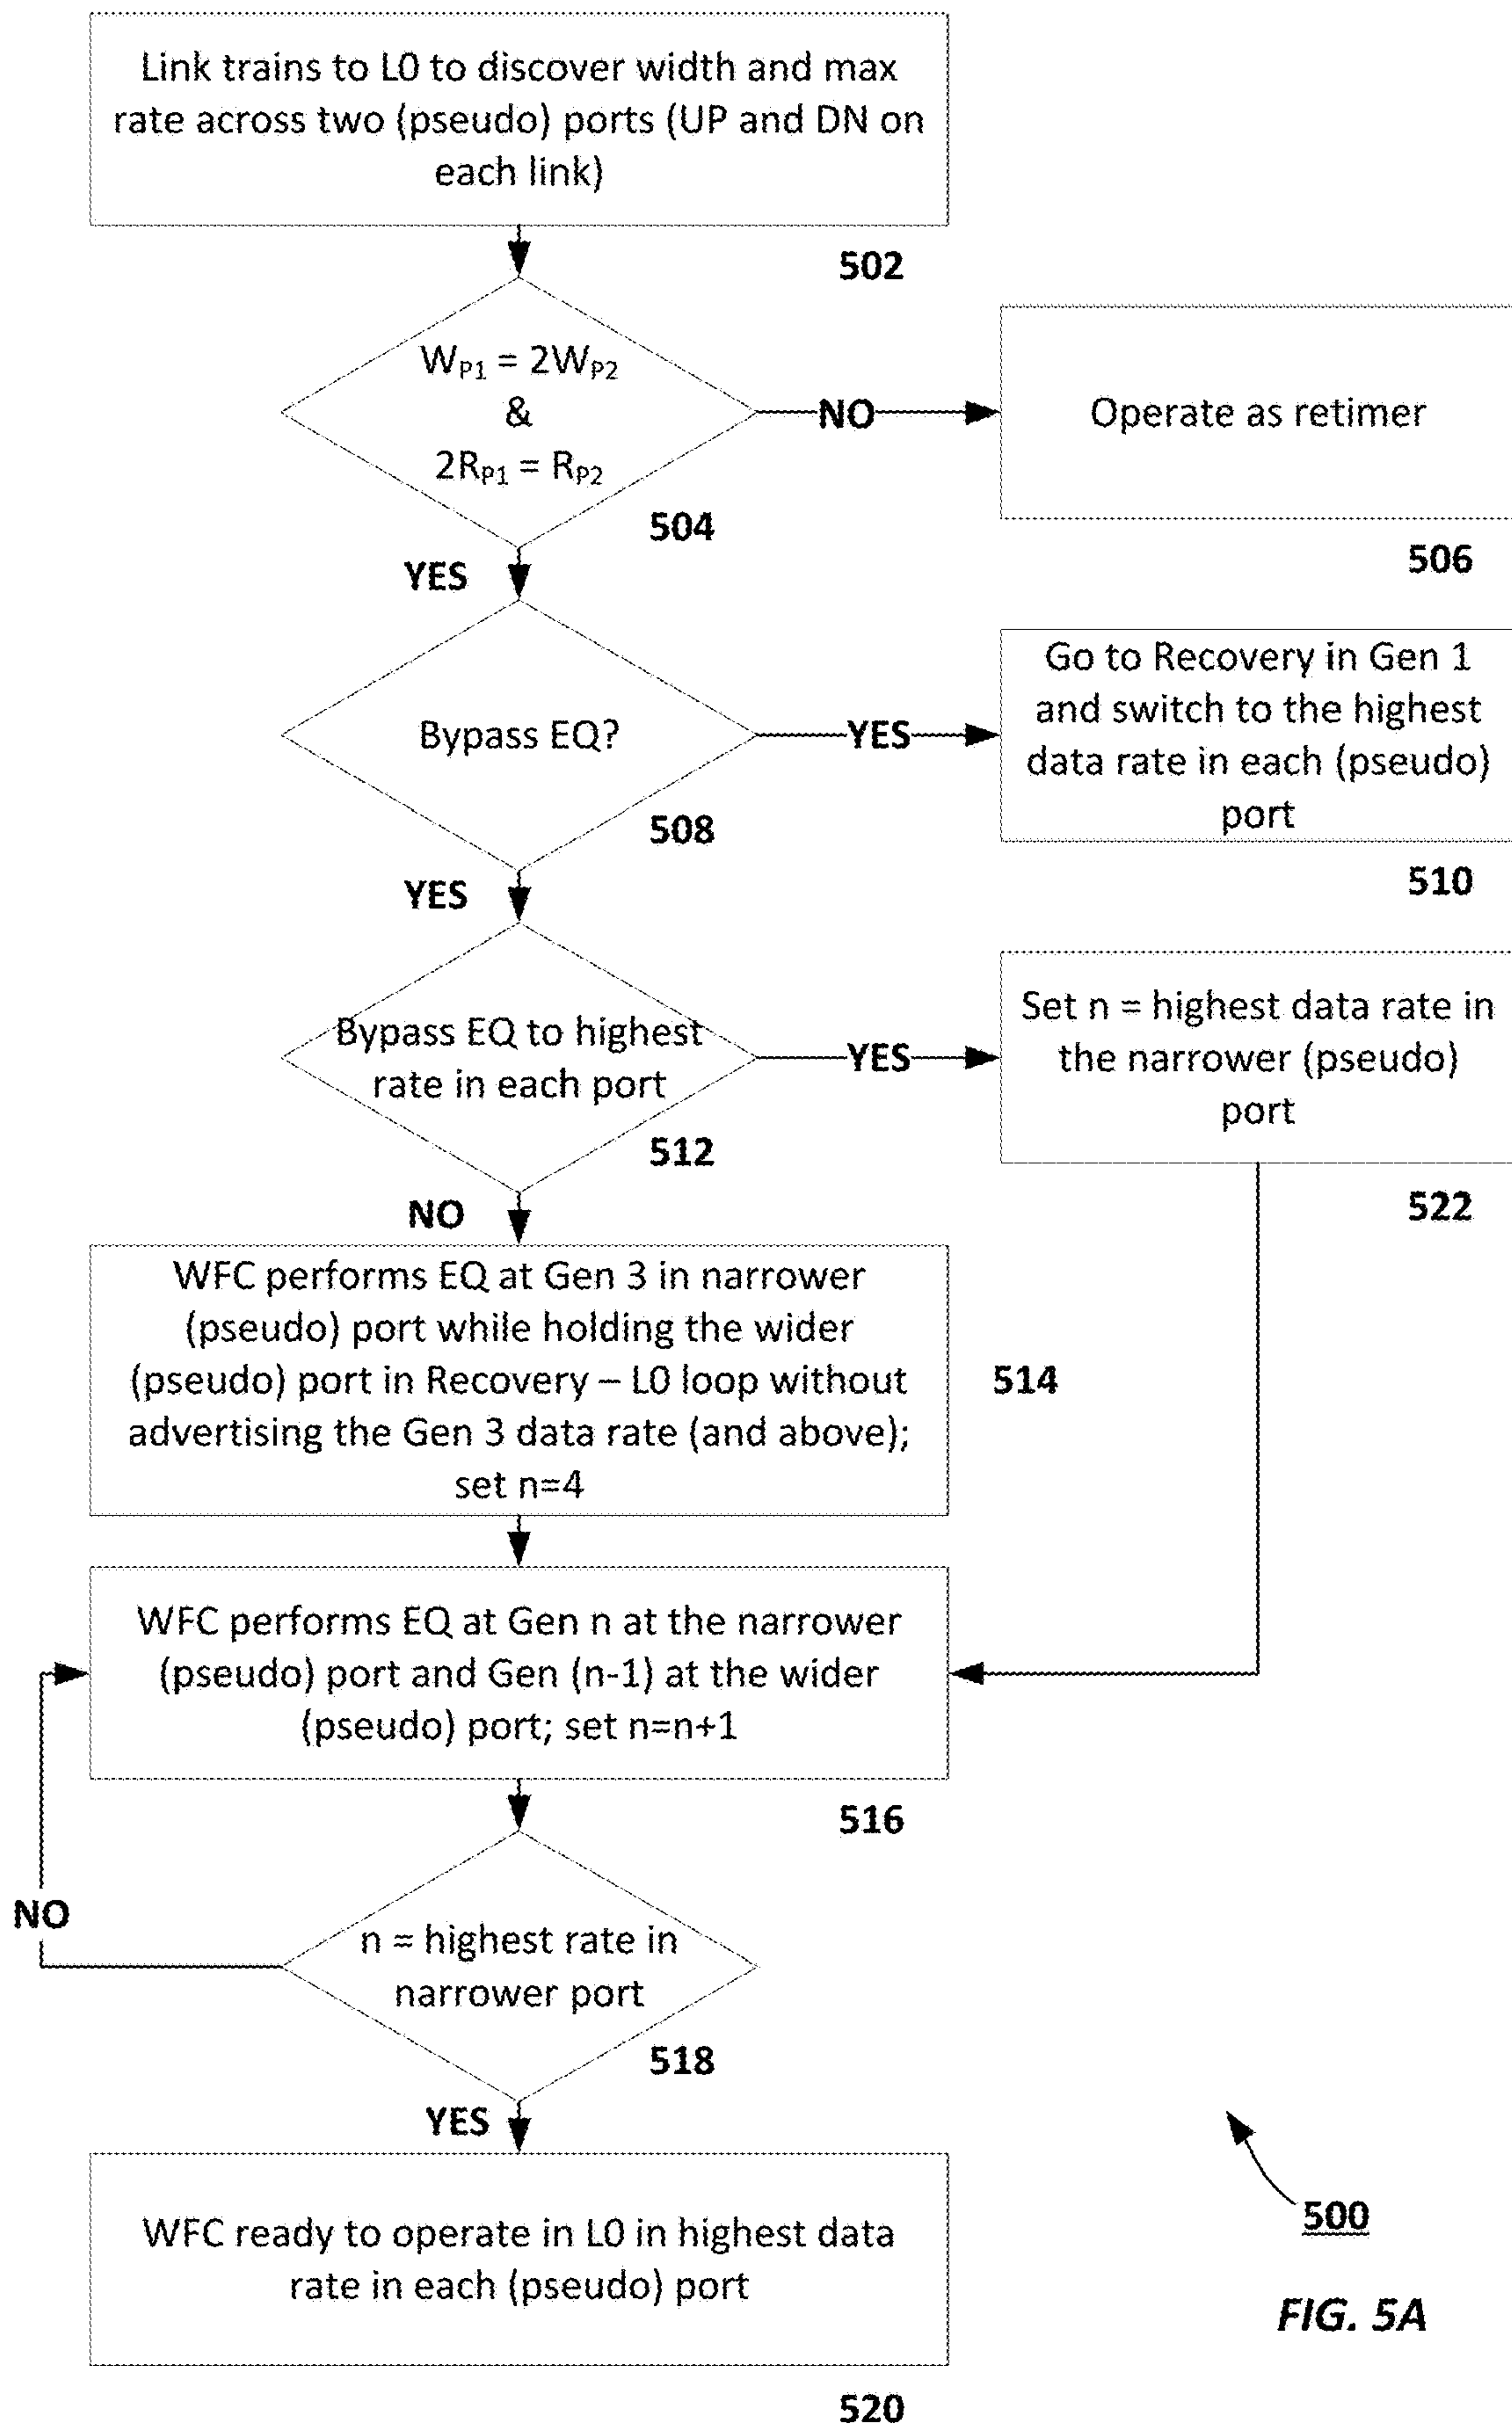 Link trains to L0 to discover width and max
rate across two (pseudo) ports (UP and DN on
each link)
502
W_P1 = 2W_P2
&
2R_P1 = R_P2
504
NO
Operate as retimer
506
YES
Bypass EQ?
508
YES
Go to Recovery in Gen 1
and switch to the highest
data rate in each (pseudo)
port
510
YES
Bypass EQ to highest
rate in each port
512
YES
Set n = highest data rate in
the narrower (pseudo)
port
522
NO
WFC performs EQ at Gen 3 in narrower
(pseudo) port while holding the wider
(pseudo) port in Recovery – L0 loop without
advertising the Gen 3 data rate (and above);
set n=4
514
WFC performs EQ at Gen n at the narrower
(pseudo) port and Gen (n-1) at the wider
(pseudo) port; set n=n+1
516
NO
n = highest rate in
narrower port
518
YES
WFC ready to operate in L0 in highest data
rate in each (pseudo) port
520
500
FIG. 5A